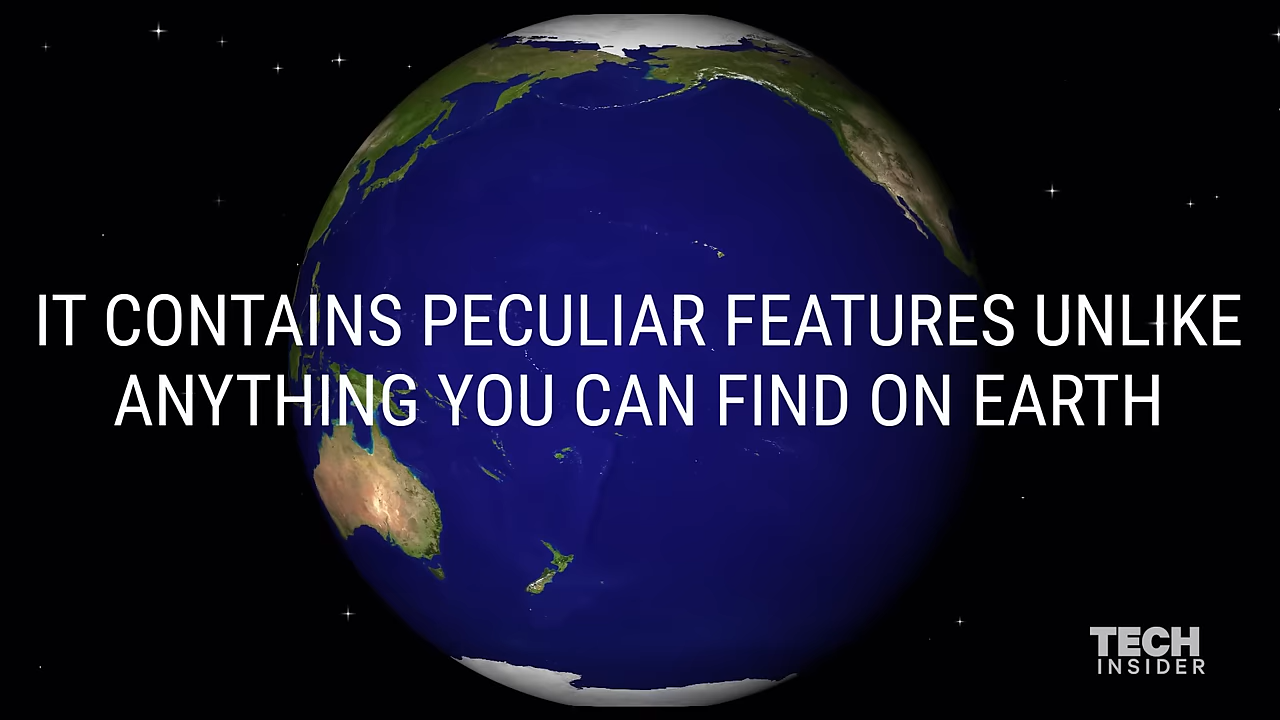 IT CONTAINS PECULIAR FEATURES UNLIKE
ANYTHING YOU CAN FIND ON EARTH
TECH
INSIDER